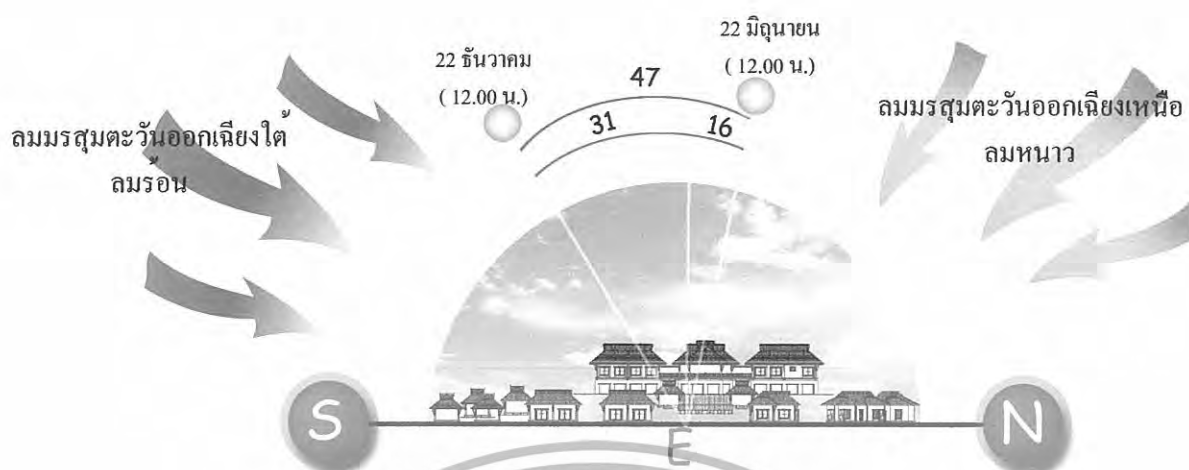 22 ธันวาคม
( 12.00 น.)
47
22 มิถุนายน
( 12.00 น.)
31
16
ลมมรสุมตะวันออกเฉียงใต้
ลมร้อน
ลมมรสุมตะวันออกเฉียงเหนือ
ลมหนาว
S
E
N